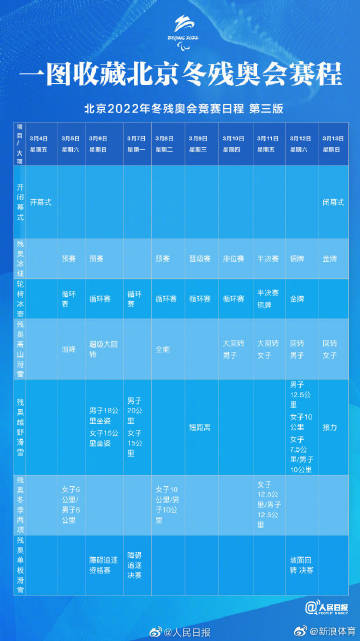 BEIJING 2022
一图收藏北京冬残奥会赛程
北京2022年冬残奥会竞赛日程 第三版
项目/大项 3月4日 星期五 3月5日 星期六 3月6日 星期日 3月7日 星期一 3月8日 星期二 3月9日 星期三 3月10日 星期四 3月11日 星期五 3月12日 星期六 3月13日 星期日
开闭幕式 开幕式 闭幕式
残奥冰球 预赛 预赛 预赛 半决赛 铜牌 金牌
轮椅冰壶 循环赛 循环赛 循环赛 循环赛 循环赛 循环赛 半决赛 铜牌 金牌
残奥高山滑雪 超级大回转 全能 大回转 男子 大回转 女子 回转 男子 回转 女子
残奥越野滑雪 男子18公里坐姿 女子15公里坐姿 男子20公里 女子15公里 短距离 男子12.5公里 女子10公里 女子7.5公里/男子10公里 接力
残奥冬季两项 女子6公里/男子6公里 女子10公里/男子10公里 女子12.5公里/男子12.5公里
残奥单板滑雪 障碍追逐 资格赛 障碍追逐 决赛 坡面回转 决赛
@人民日报
PEOPLE'S DAILY
@人民日报
@新浪体育